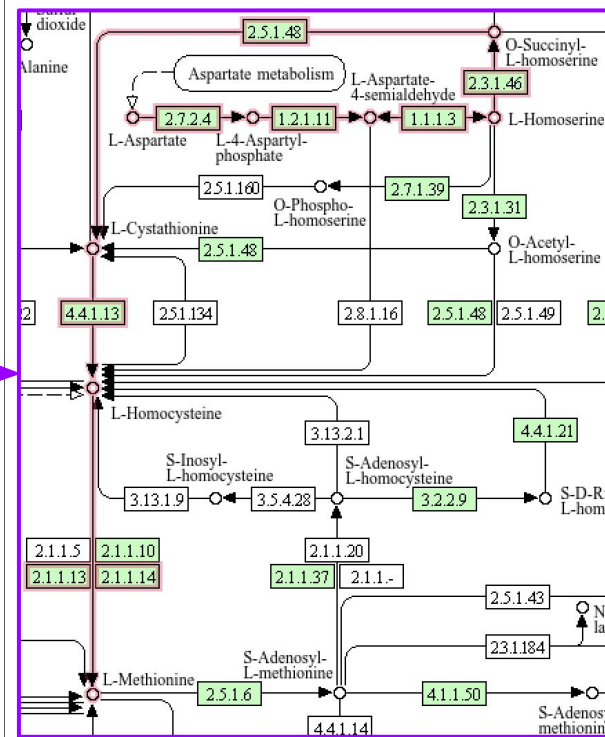 dioxide
2.5.1.48
O-Succinyl-
L-homoserine
Alanine
Aspartate metabolism
L-Aspartate-
4-semialdehyde
2.3.1.46
2.7.2.4
1.2.1.11
1.1.1.3
L-Homoserine
L-Aspartate
L-4-Aspartyl-
phosphate
2.5.1.160
2.7.1.39
O-Phospho-
L-homoserine
2.3.1.31
L-Cystathionine
2.5.1.48
O-Acetyl-
L-homoserine
4.4.1.13
2.5.1.134
2.8.1.16
2.5.1.48
2.5.1.49
L-Homocysteine
3.13.2.1
4.4.1.21
S-Inosyl-
L-homocysteine
S-Adenosyl-
L-homocysteine
3.13.1.9
3.5.4.28
3.2.2.9
S-D-R
L-hom
2.1.1.5
2.1.1.10
2.1.1.20
2.1.1.13
2.1.1.14
2.1.1.37
2.1.1.-
2.5.1.43
2.3.1.184
N
la
S-Adenosyl-
L-methionine
L-Methionine
2.5.1.6
4.1.1.50
S-Adenos
methionin
4.4.1.14